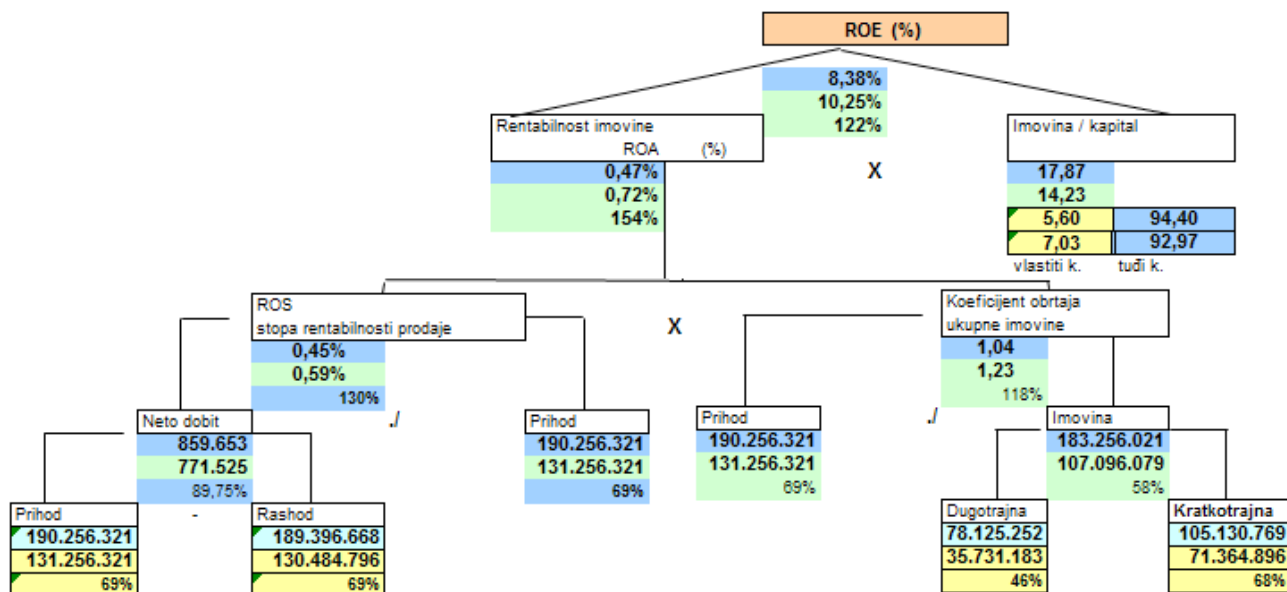 ROE (%)
8,38%
10,25%
122%
Rentabilnost imovine
ROA (%)
0,47%
0,72%
154%
X
Imovina / kapital
17,87
14,23
5,60 94,40
7,03 92,97
vlastiti k. tuđi k.
ROS
stopa rentabilnosti prodaje
0,45%
0,59%
130%
X
Koeficijent obrtaja
ukupne imovine
1,04
1,23
118%
Neto dobit
859.653
771.525
89,75%
./
Prihod
190.256.321
131.256.321
69%
Prihod
190.256.321
131.256.321
69%
./
Imovina
183.256.021
107.096.079
58%
Prihod
190.256.321
131.256.321
69%
-
Rashod
189.396.668
130.484.796
69%
Dugotrajna
78.125.252
35.731.183
46%
Kratkotrajna
105.130.769
71.364.896
68%